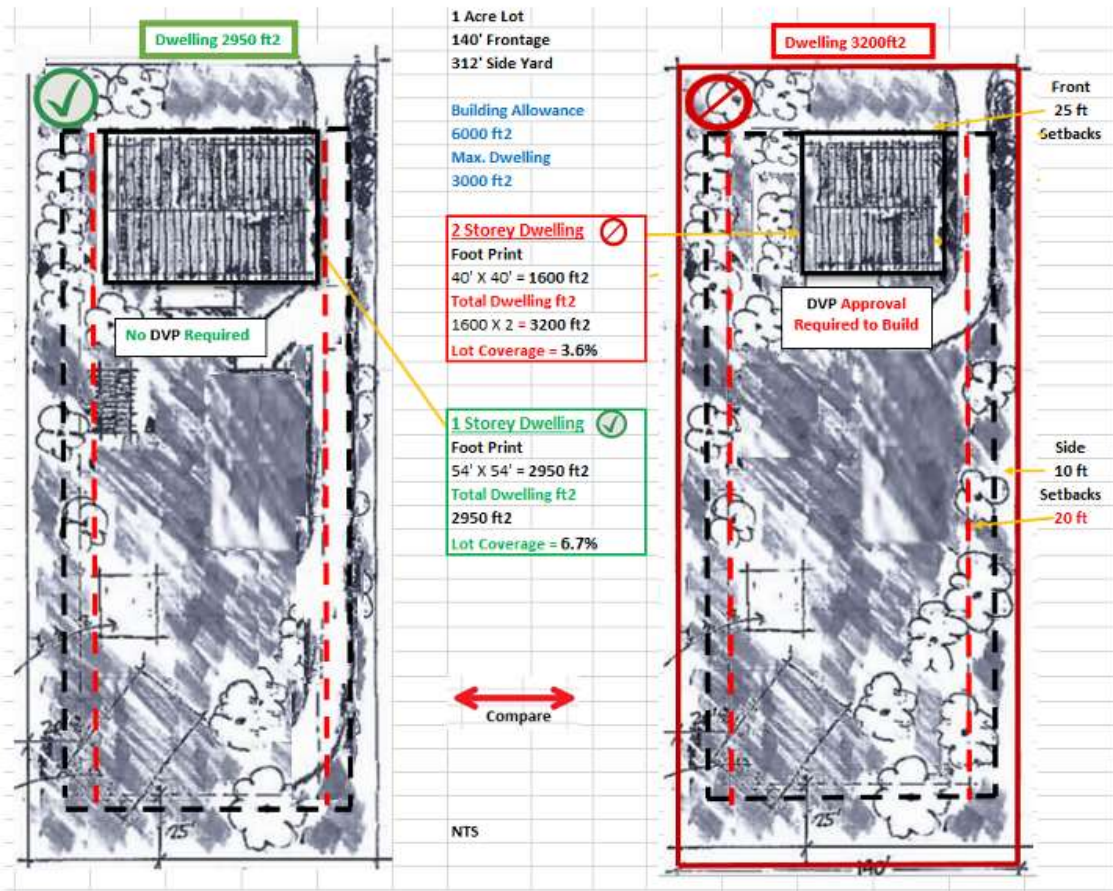 Dwelling 2950 ft2
No DVP Required
25'
1 Acre Lot
140' Frontage
312' Side Yard
Building Allowance
6000 ft2
Max. Dwelling
3000 ft2
2 Storey Dwelling
Foot Print
40' X 40' = 1600 ft2
Total Dwelling ft2
1600 X 2 = 3200 ft2
Lot Coverage = 3.6%
1 Storey Dwelling
Foot Print
54' X 54' = 2950 ft2
Total Dwelling ft2
2950 ft2
Lot Coverage = 6.7%
Compare
NTS
Dwelling 3200ft2
DVP Approval
Required to Build
25'
140'
Front
25 ft
Setbacks
Side
10 ft
Setbacks
20 ft